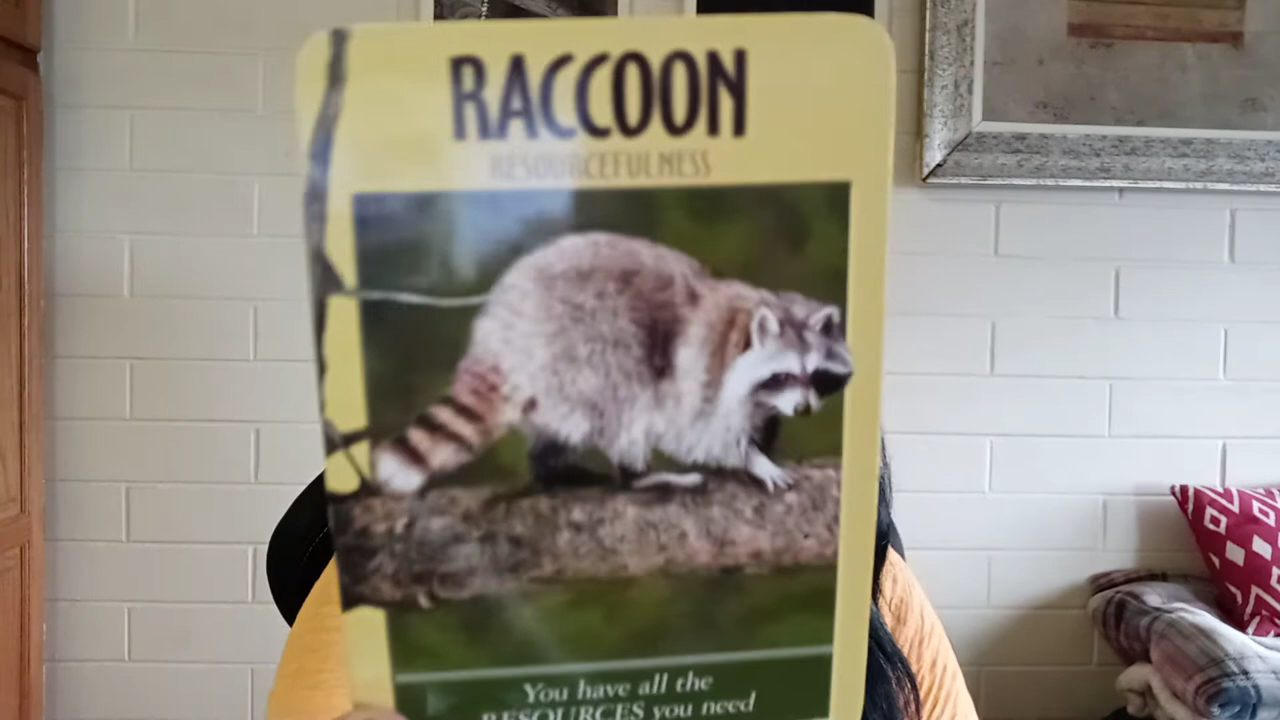 RACCOON
RESOURCEFULNESS
You have all the
RESOURCES you need